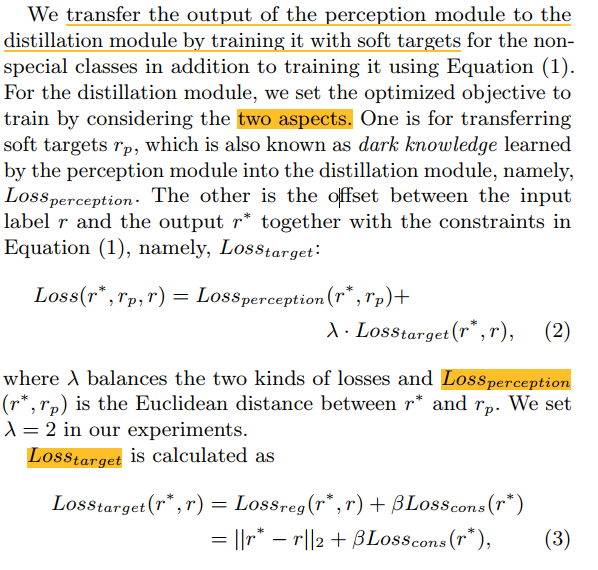 We transfer the output of the perception module to the
distillation module by training it with soft targets for the non-
special classes in addition to training it using Equation (1).
For the distillation module, we set the optimized objective to
train by considering the two aspects. One is for transferring
soft targets r_p, which is also known as dark knowledge learned
by the perception module into the distillation module, namely,
Loss_perception. The other is the offset between the input
label r and the output r* together with the constraints in
Equation (1), namely, Loss_target:
Loss(r*, r_p, r) = Loss_perception(r*, r_p)+
λ · Loss_target(r*, r), (2)
where λ balances the two kinds of losses and Loss_perception
(r*, r_p) is the Euclidean distance between r* and r_p. We set
λ = 2 in our experiments.
Loss_target is calculated as
Loss_target(r*, r) = Loss_reg(r*, r) + βLoss_cons(r*)
= ||r* − r||₂ + βLoss_cons(r*), (3)